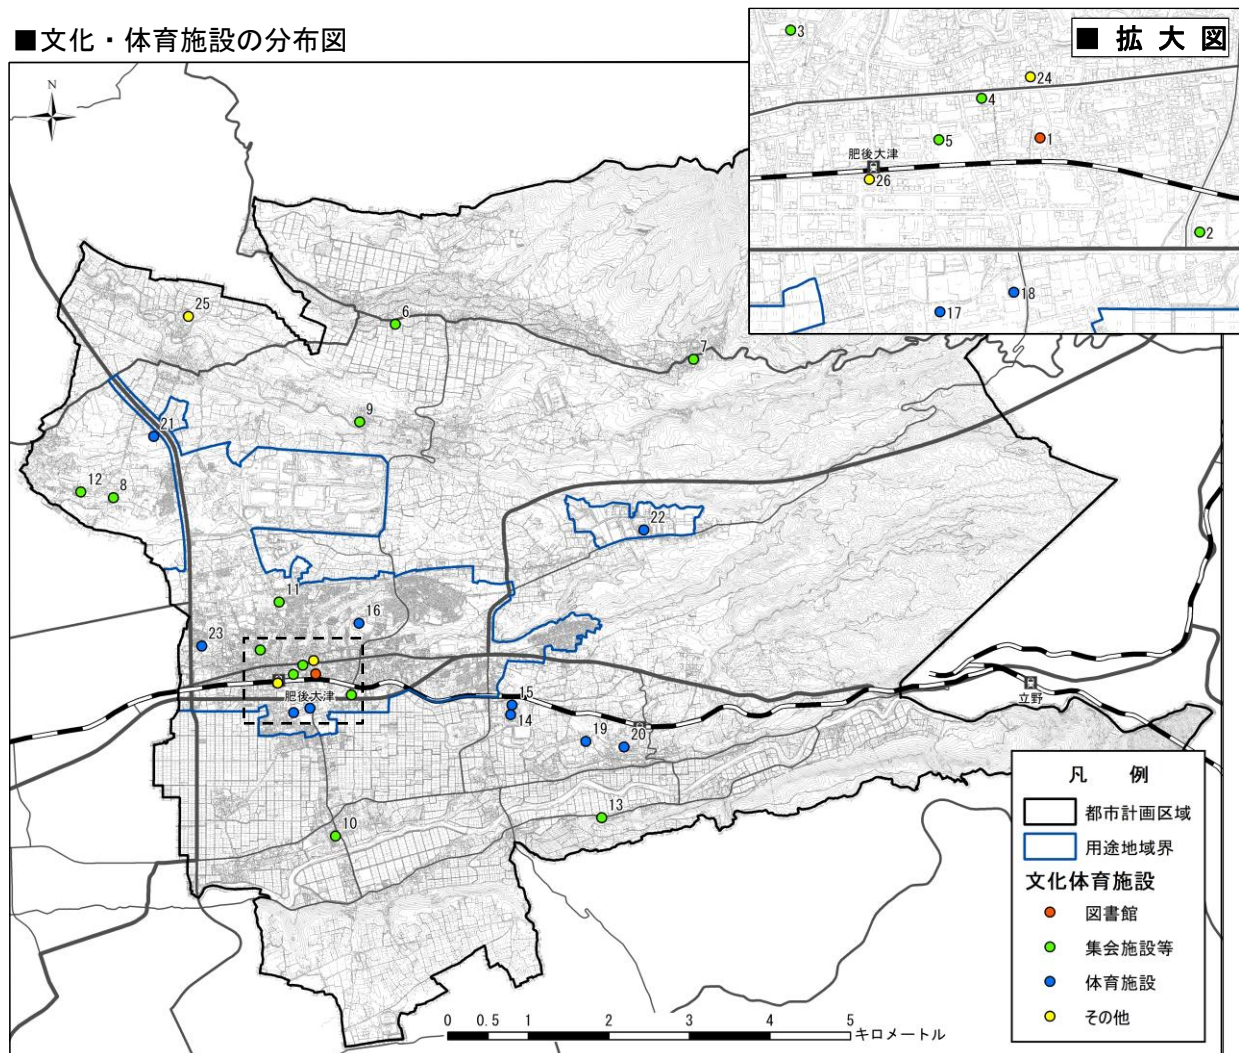 ■文化・体育施設の分布図
■ 拡大図
3
24
4
5
1
肥後大津
26
2
18
17
N
25
6
7
9
21
12
8
22
11
16
23
肥後大津
15
14
19
20
立野
13
10
凡 例
都市計画区域
用途地域界
文化体育施設
図書館
集会施設等
体育施設
その他
0 0.5 1 2 3 4 5
キロメートル